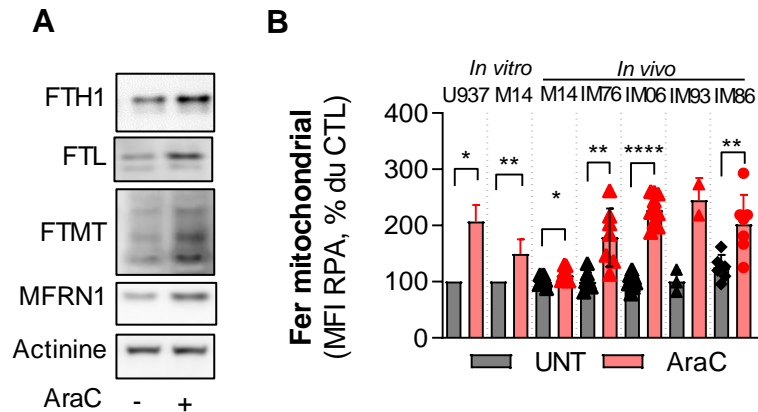 A
FTH1
FTL
FTMT
MFRN1
Actinine
AraC - +
B
In vitro In vivo
U937 M14 M14 IM76 IM06 IM93 IM86
Fer mitochondrial
(MFI RPA, % du CTL)
400
300
200
100
0
* ** * ** **** **
UNT AraC